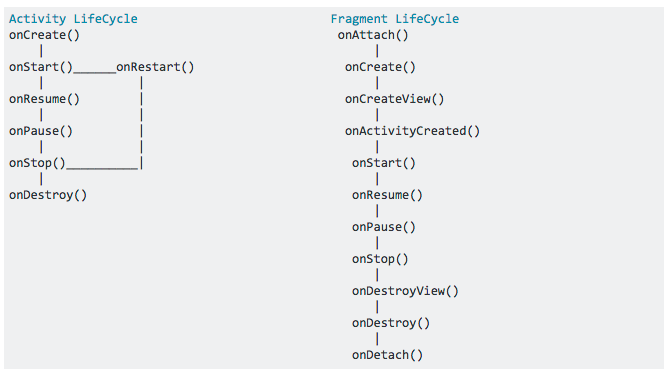 Activity LifeCycle
onCreate()
onStart()______onRestart()
onResume()
onPause()
onStop()__________
onDestroy()
Fragment LifeCycle
onAttach()
onCreate()
onCreateView()
onActivityCreated()
onStart()
onResume()
onPause()
onStop()
onDestroyView()
onDestroy()
onDetach()